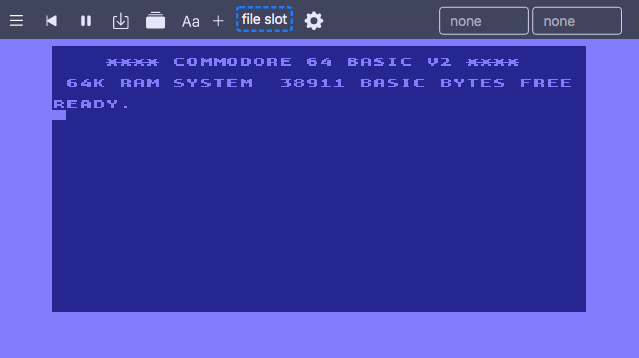 Aa + file slot none none
**** COMMODORE 64 BASIC V2 ****
64K RAM SYSTEM 38911 BASIC BYTES FREE
READY.